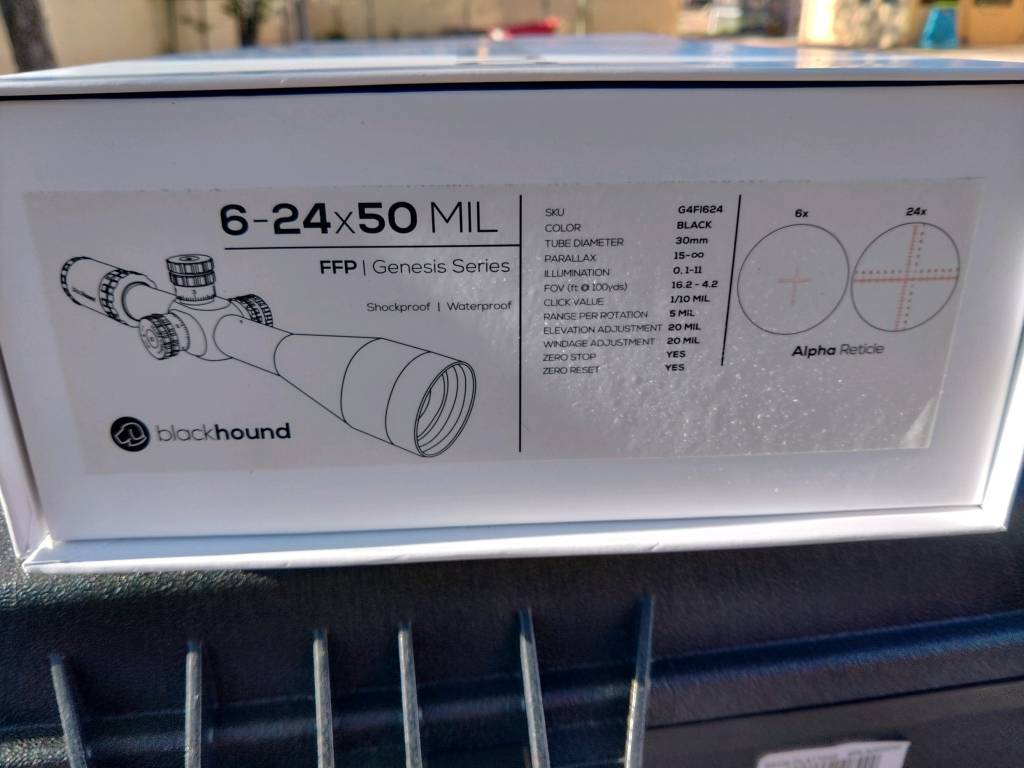 6-24x50 MIL
FFP | Genesis Series
Shockproof | Waterproof
blackhound
SKU G4FI624
COLOR BLACK
TUBE DIAMETER 30mm
PARALLAX 15-∞
ILLUMINATION 0, 1-11
FOV (ft @ 100yds) 16.2 - 4.2
CLICK VALUE 1/10 MIL
RANGE PER ROTATION 5 MIL
ELEVATION ADJUSTMENT 20 MIL
WINDAGE ADJUSTMENT 20 MIL
ZERO STOP YES
ZERO RESET YES
6x 24x
Alpha Reticle